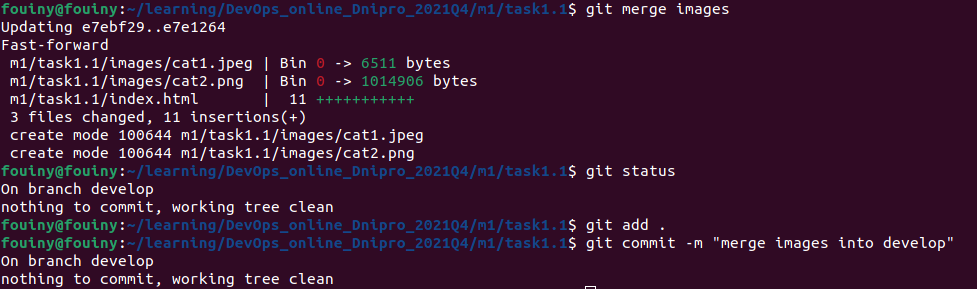 fouiny@fouiny:~/learning/DevOps_online_Dnipro_2021Q4/m1/task1.1$ git merge images
Updating e7ebf29..e7e1264
Fast-forward
 m1/task1.1/images/cat1.jpeg | Bin 0 -> 6511 bytes
 m1/task1.1/images/cat2.png  | Bin 0 -> 1014906 bytes
 m1/task1.1/index.html       |  11 +++++++++++
 3 files changed, 11 insertions(+)
 create mode 100644 m1/task1.1/images/cat1.jpeg
 create mode 100644 m1/task1.1/images/cat2.png
fouiny@fouiny:~/learning/DevOps_online_Dnipro_2021Q4/m1/task1.1$ git status
On branch develop
nothing to commit, working tree clean
fouiny@fouiny:~/learning/DevOps_online_Dnipro_2021Q4/m1/task1.1$ git add .
fouiny@fouiny:~/learning/DevOps_online_Dnipro_2021Q4/m1/task1.1$ git commit -m "merge images into develop"
On branch develop
nothing to commit, working tree clean